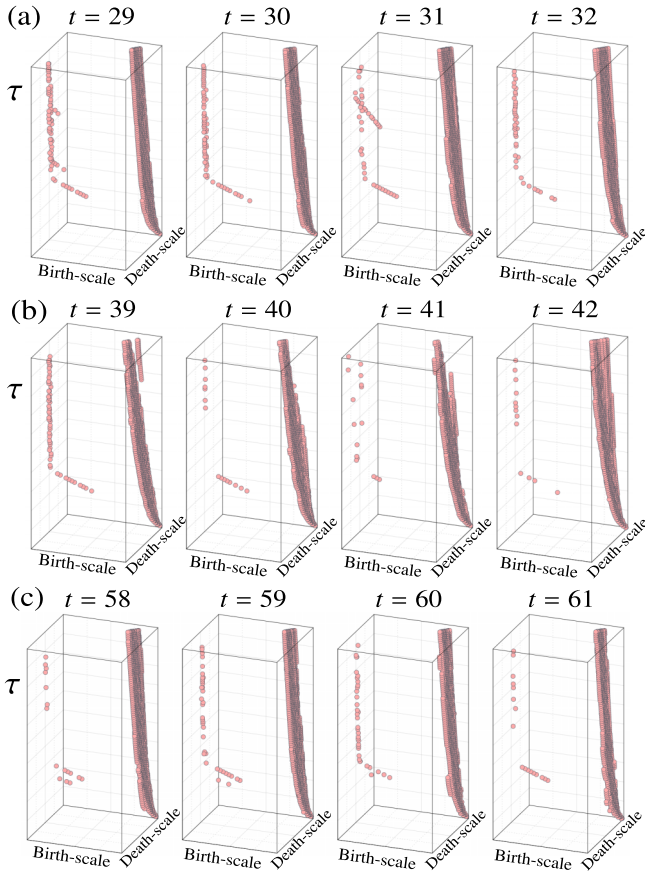 (a) t = 29 t = 30 t = 31 t = 32
τ
Birth-scale Death-scale Birth-scale Death-scale Birth-scale Death-scale Birth-scale Death-scale
(b) t = 39 t = 40 t = 41 t = 42
τ
Birth-scale Death-scale Birth-scale Death-scale Birth-scale Death-scale Birth-scale Death-scale
(c) t = 58 t = 59 t = 60 t = 61
τ
Birth-scale Death-scale Birth-scale Death-scale Birth-scale Death-scale Birth-scale Death-scale